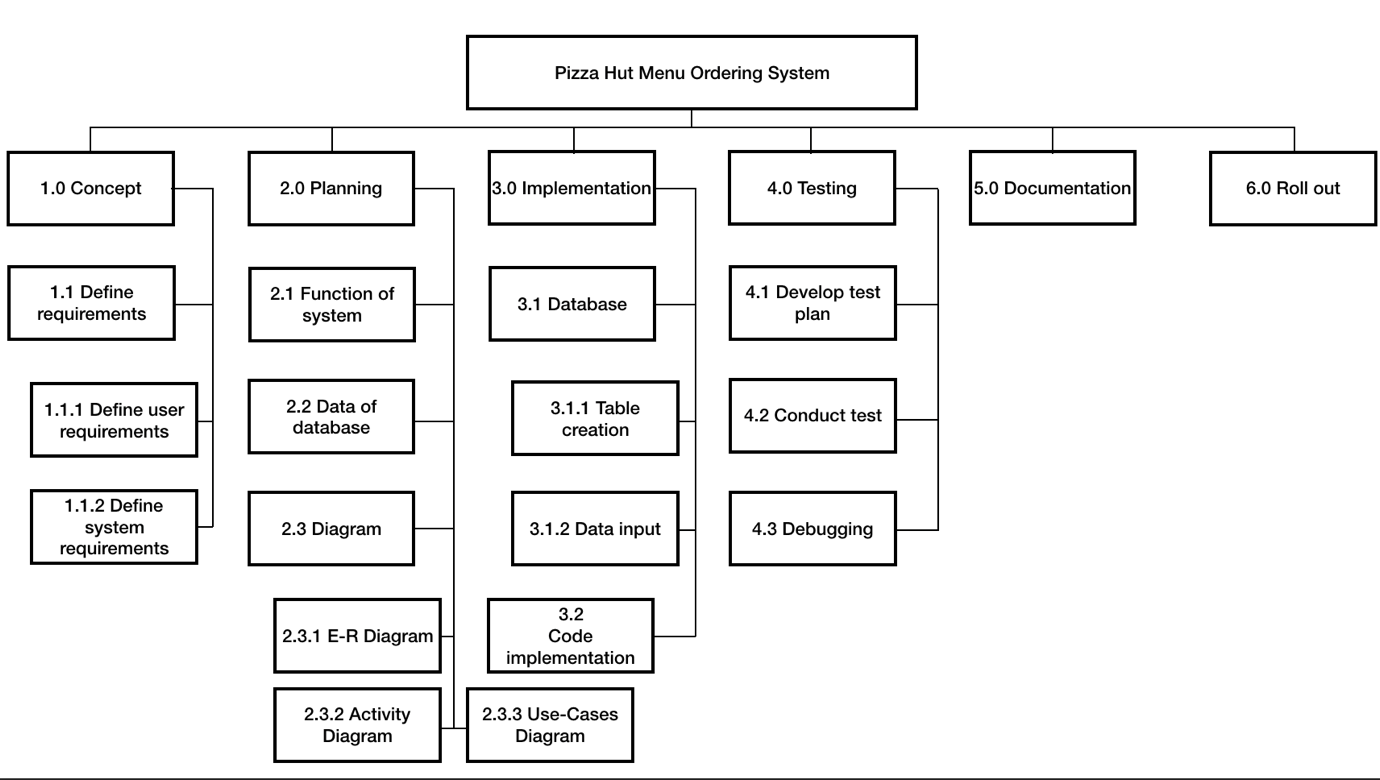 Pizza Hut Menu Ordering System
1.0 Concept
2.0 Planning
3.0 Implementation
4.0 Testing
5.0 Documentation
6.0 Roll out
1.1 Define
requirements
2.1 Function of
system
3.1 Database
4.1 Develop test
plan
1.1.1 Define user
requirements
2.2 Data of
database
3.1.1 Table
creation
4.2 Conduct test
1.1.2 Define
system
requirements
2.3 Diagram
3.1.2 Data input
4.3 Debugging
2.3.1 E-R Diagram
3.2
Code
implementation
2.3.2 Activity
Diagram
2.3.3 Use-Cases
Diagram